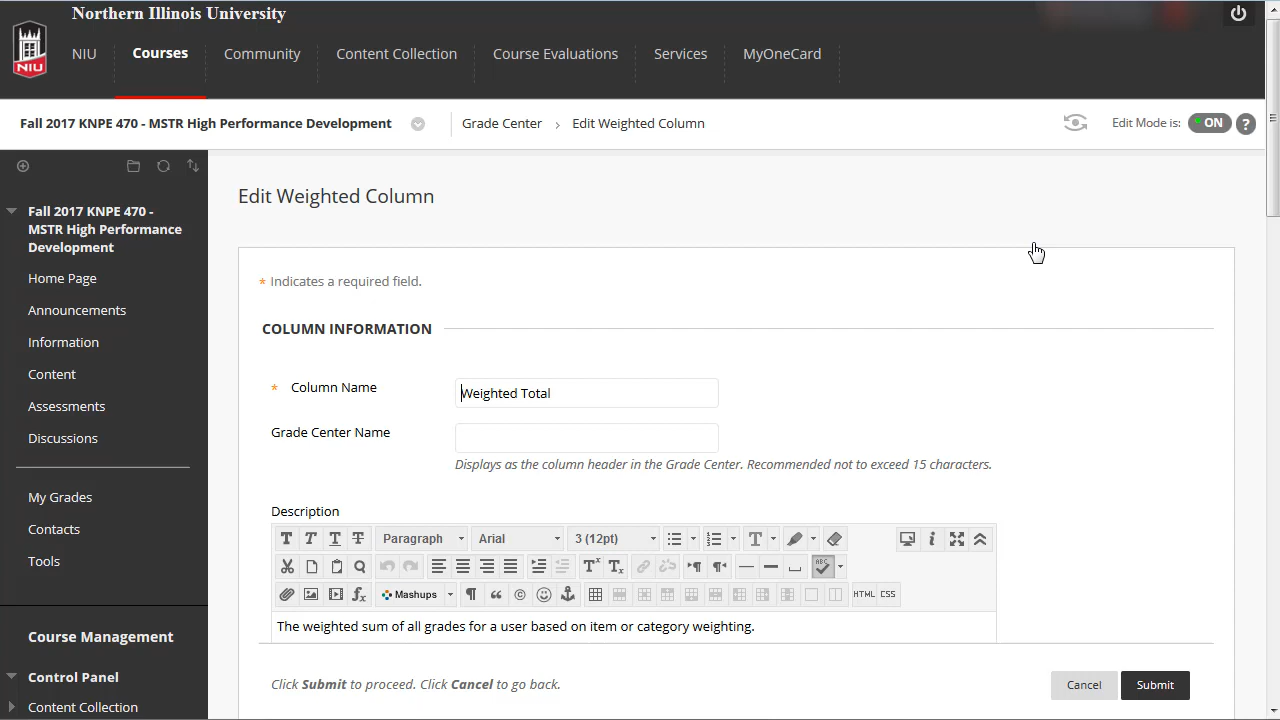 Northern Illinois University
NIU
NIU Courses Community Content Collection Course Evaluations Services MyOneCard
Fall 2017 KNPE 470 - MSTR High Performance Development Grade Center > Edit Weighted Column Edit Mode is: ON ?
Fall 2017 KNPE 470 -
MSTR High Performance
Development
Home Page
Announcements
Information
Content
Assessments
Discussions
My Grades
Contacts
Tools
Course Management
Control Panel
Content Collection
Edit Weighted Column
* Indicates a required field.
COLUMN INFORMATION
* Column Name Weighted Total
Grade Center Name
Displays as the column header in the Grade Center. Recommended not to exceed 15 characters.
Description
T T T T Paragraph Arial 3 (12pt) T
Tx Tx ABC
fx Mashups ¶ “ © HTML CSS
The weighted sum of all grades for a user based on item or category weighting.
Click Submit to proceed. Click Cancel to go back. Cancel Submit